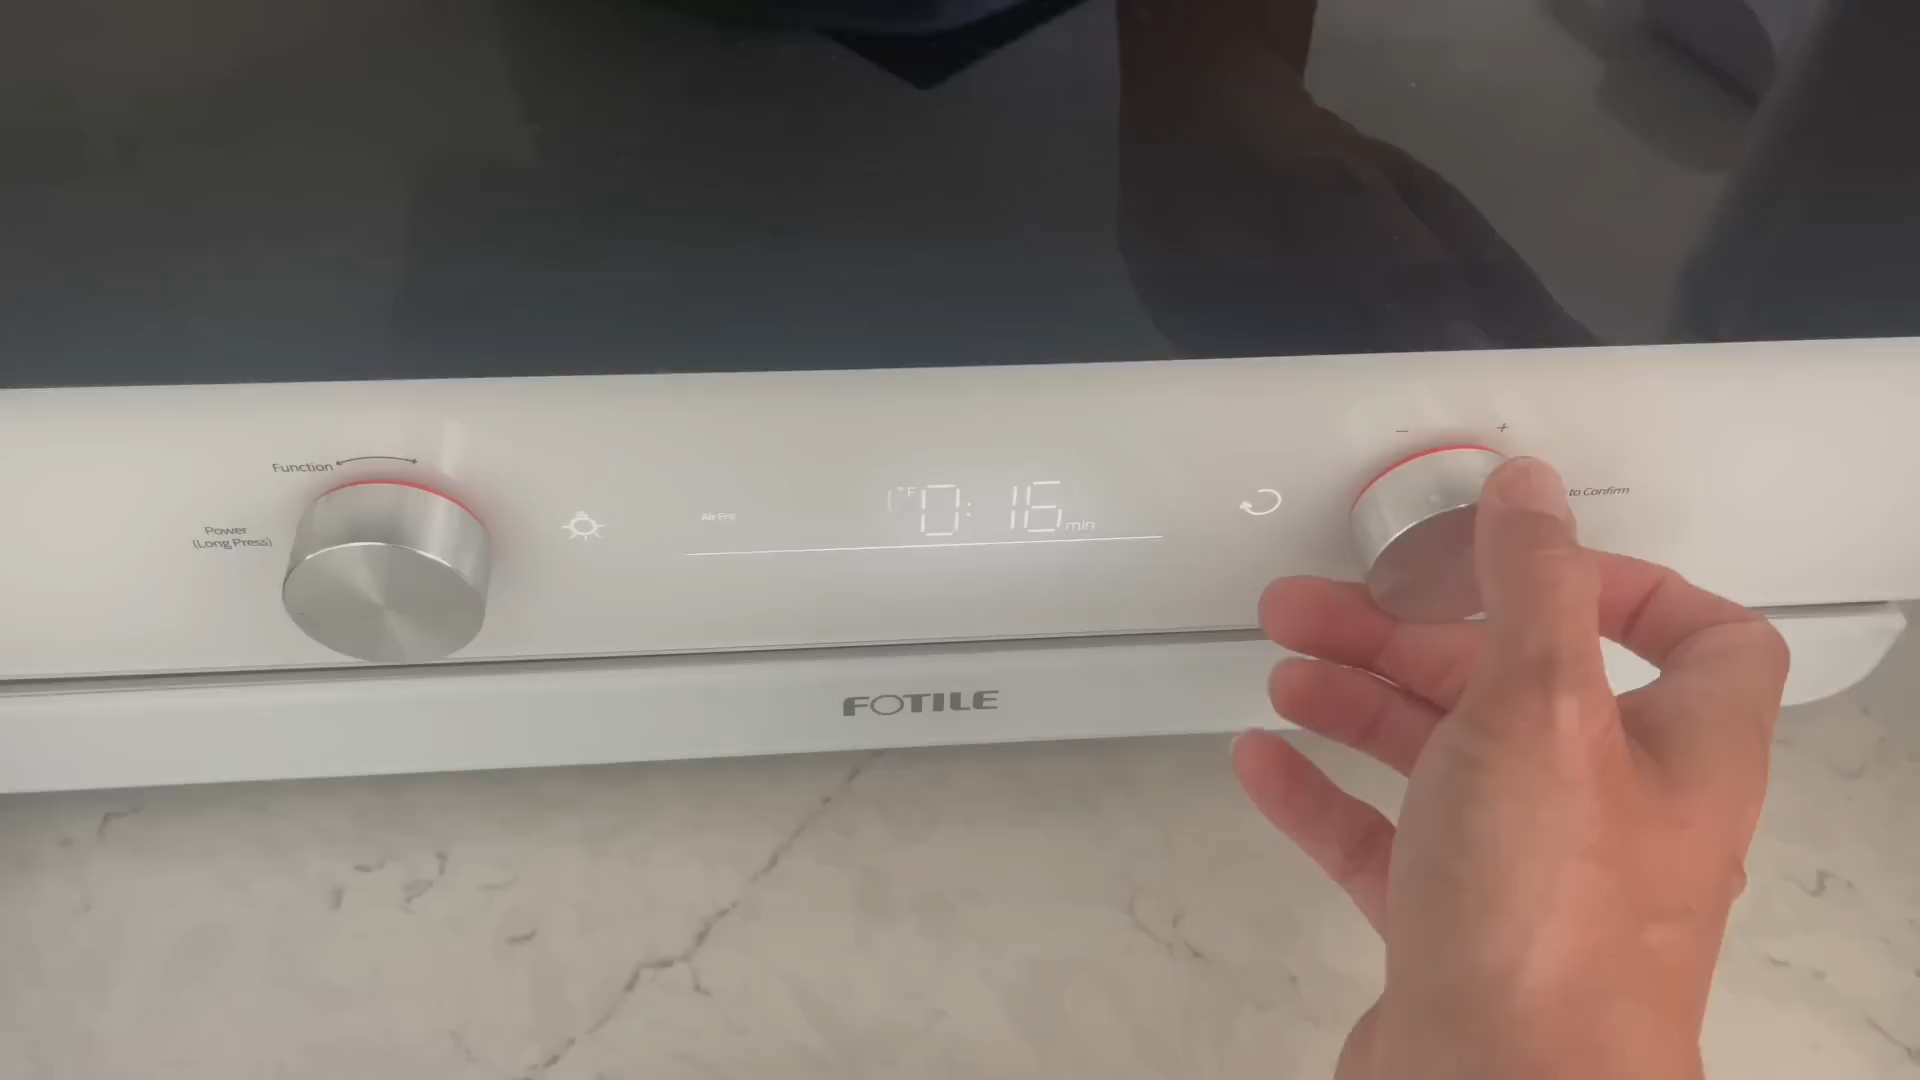 Function
Power
(Long Press)
Air Fry
°F
0:16 min
- +
to Confirm
FOTILE